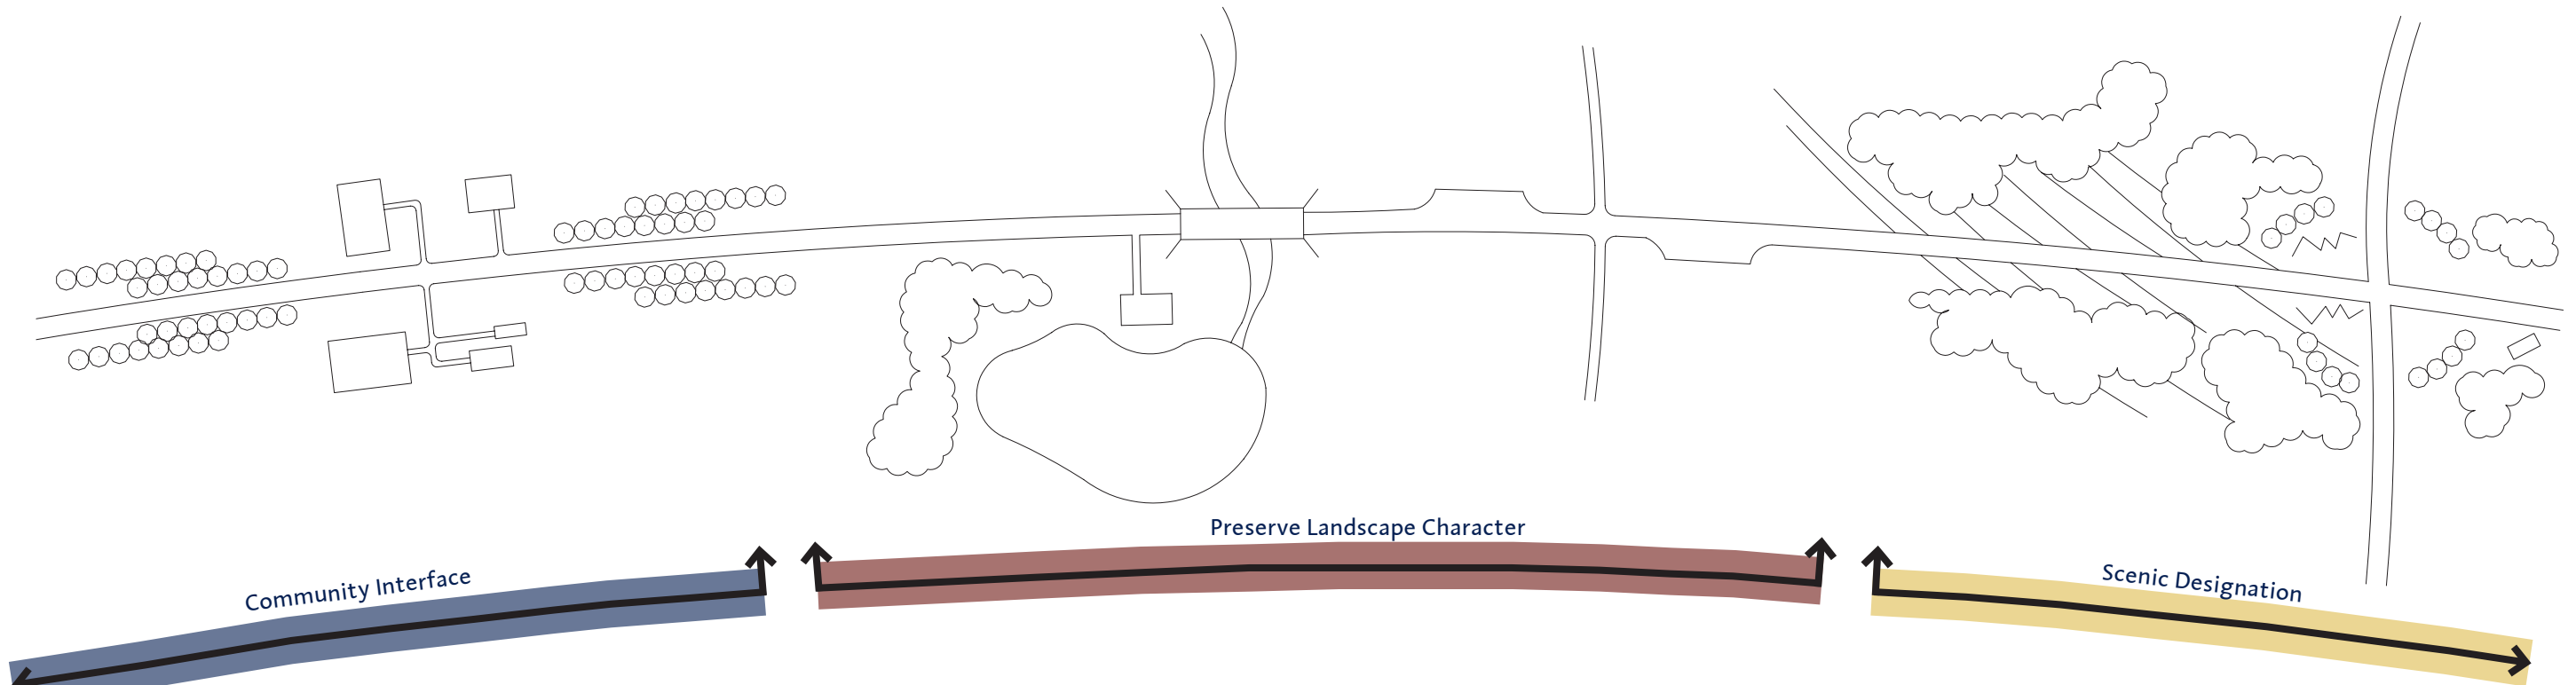 Community Interface
Preserve Landscape Character
Scenic Designation